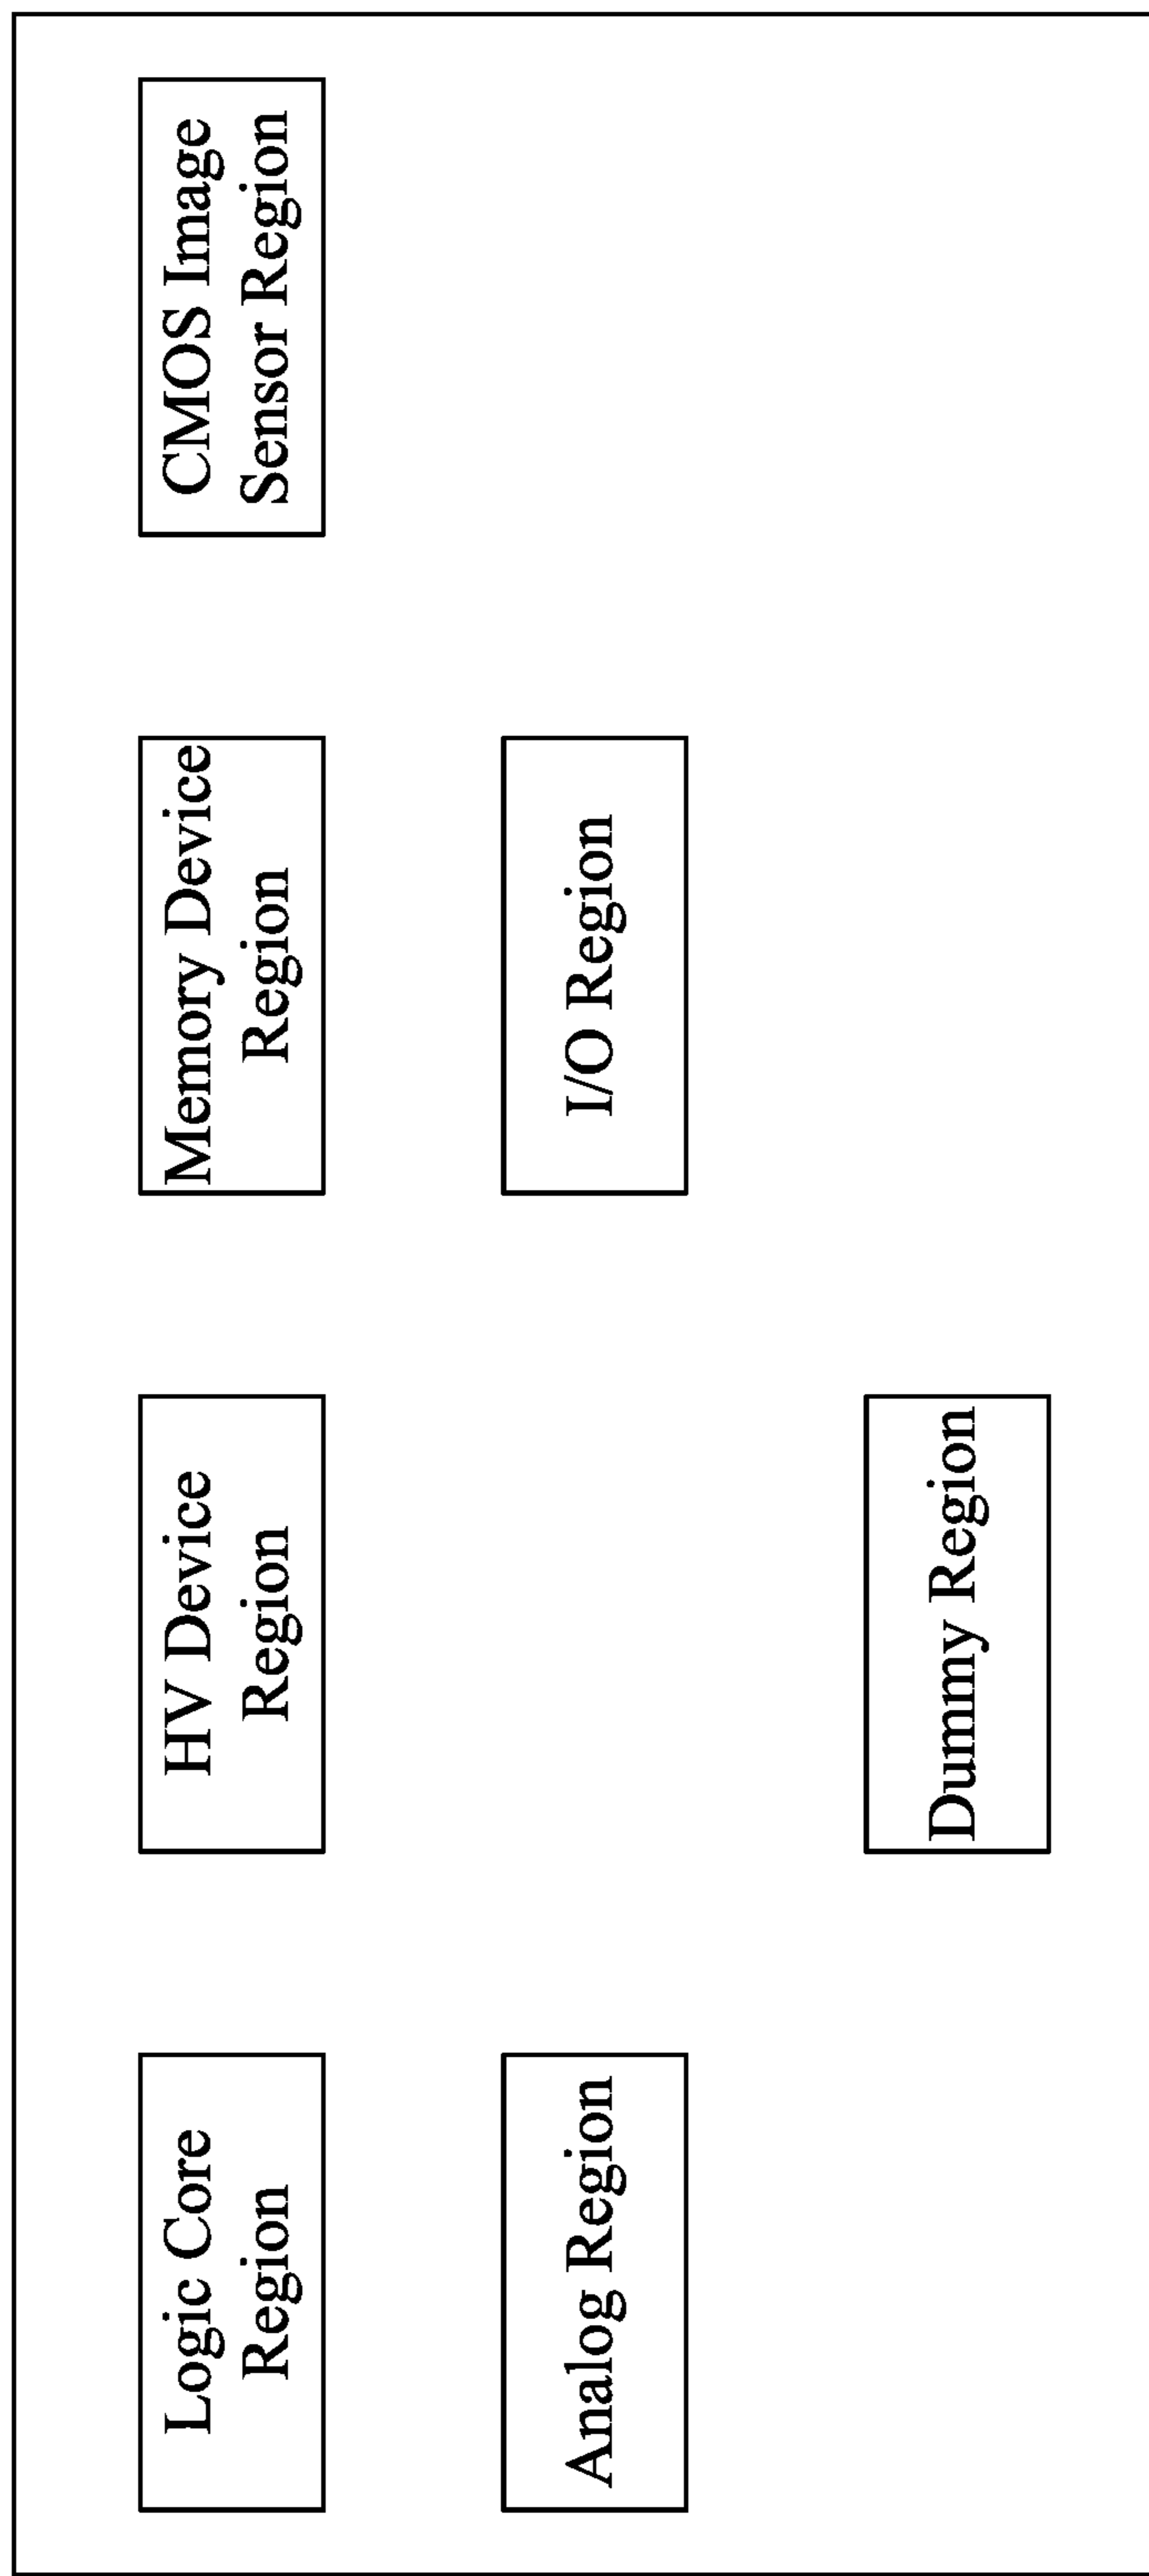 Logic Core
Region
HV Device
Region
Memory Device
Region
CMOS Image
Sensor Region
Analog Region
I/O Region
Dummy Region